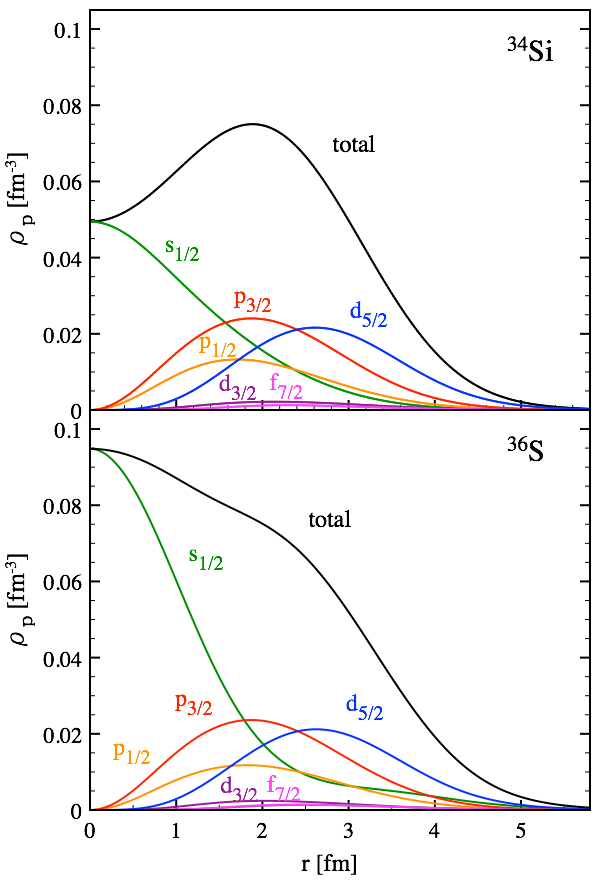 0.1
³⁴Si
0.08
total
0.06
ρ p [fm⁻³]
s1/2
0.04
p3/2
d5/2
0.02
p1/2
d3/2 f7/2
0
0.1
³⁶S
0.08
total
0.06
s1/2
ρ p [fm⁻³]
0.04
p3/2
d5/2
0.02
p1/2
d3/2 f7/2
0
0 1 2 3 4 5
r [fm]